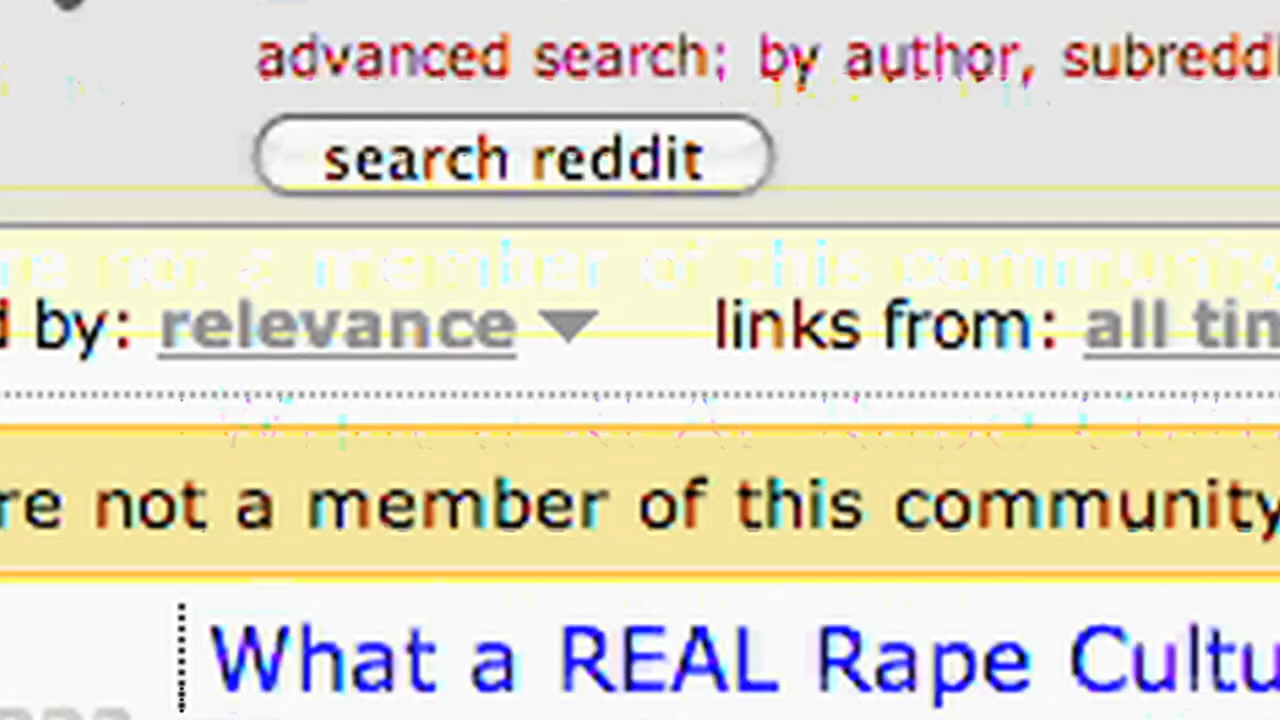 advanced search: by author, subreddi
search reddit
d by: relevance links from: all tin
re not a member of this community
What a REAL Rape Cultu